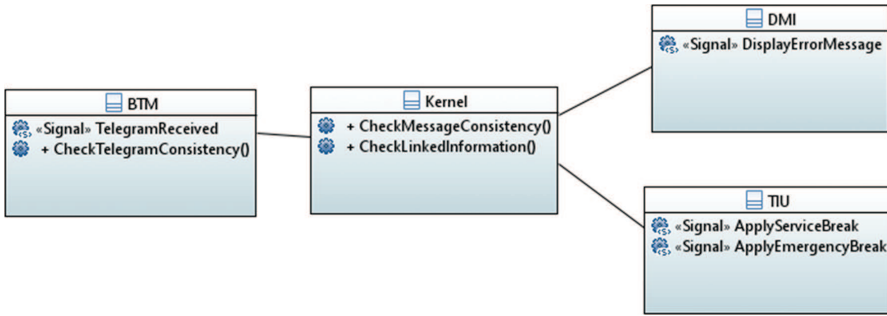 DMI
«Signal» DisplayErrorMessage
BTM
«Signal» TelegramReceived
+ CheckTelegramConsistency()
Kernel
+ CheckMessageConsistency()
+ CheckLinkedInformation()
TIU
«Signal» ApplyServiceBreak
«Signal» ApplyEmergencyBreak